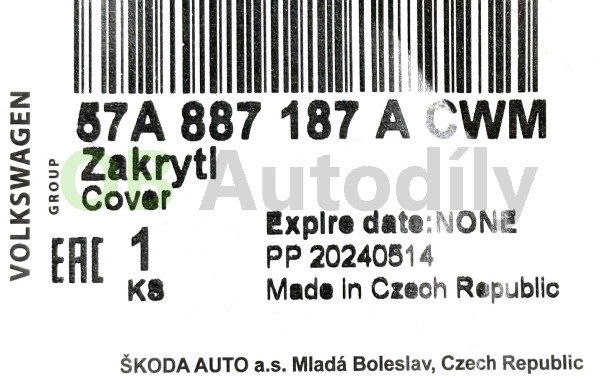 VOLKSWAGEN
GROUP
57A 887 187 A CWM
Zakrytí
Cover
Autodíly
Expire date:NONE
EAC
1
KS
PP 20240514
Made in Czech Republic
ŠKODA AUTO a.s. Mladá Boleslav, Czech Republic